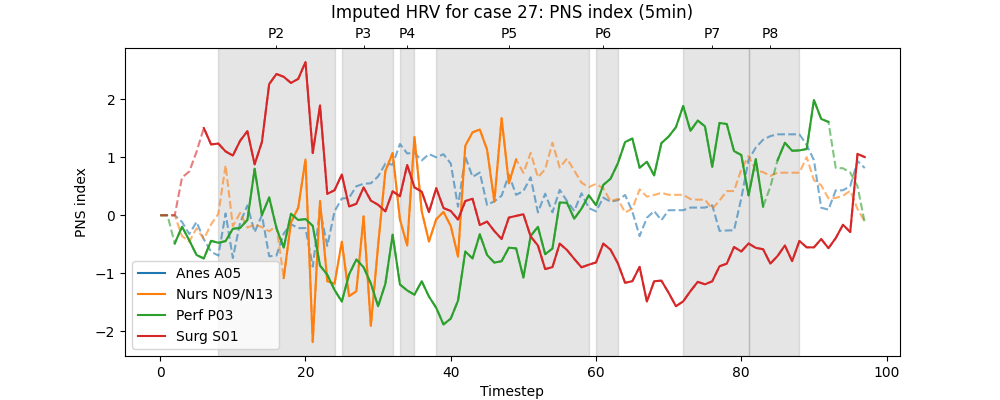 Imputed HRV for case 27: PNS index (5min)
P2 P3 P4 P5 P6 P7 P8
PNS index
2
1
0
−1
−2
Anes A05
Nurs N09/N13
Perf P03
Surg S01
0 20 40 60 80 100
Timestep